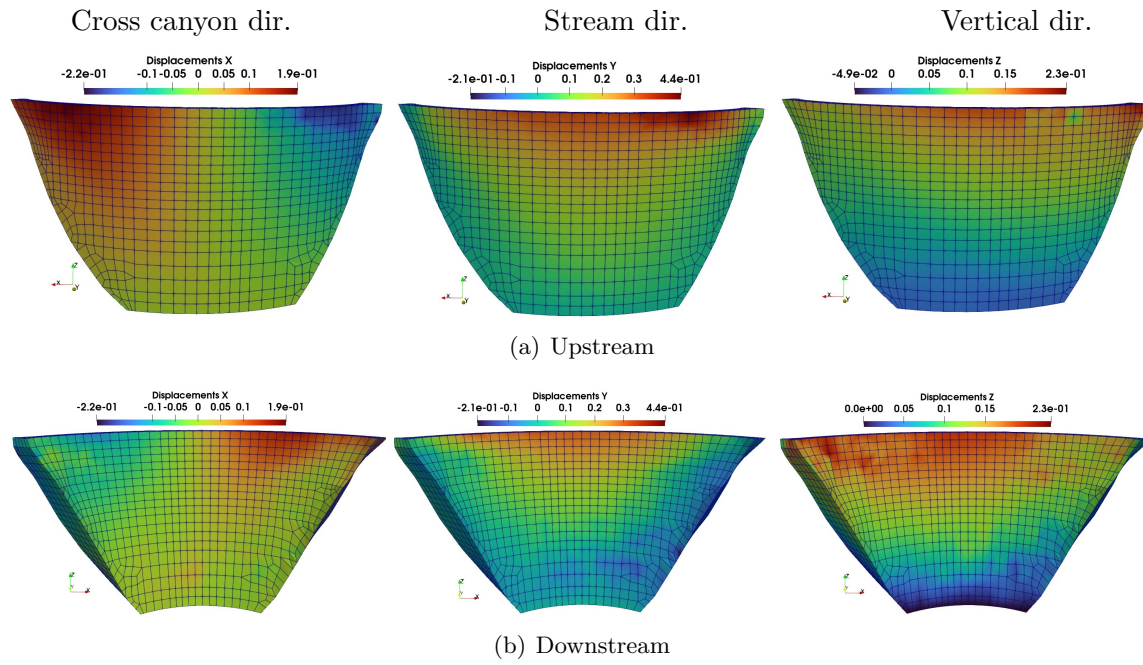 Cross canyon dir. Stream dir. Vertical dir.
Displacements X
-2.2e-01 -0.1 -0.05 0 0.05 0.1 1.9e-01
Displacements Y
-2.1e-01 -0.1 0 0.1 0.2 0.3 4.4e-01
Displacements Z
-4.9e-02 0 0.05 0.1 0.15 2.3e-01
X Z Y
X Z Y
X Z Y
(a) Upstream
Displacements X
-2.2e-01 -0.1 -0.05 0 0.05 0.1 1.9e-01
Displacements Y
-2.1e-01 -0.1 0 0.1 0.2 0.3 4.4e-01
Displacements Z
0.0e+00 0.05 0.1 0.15 2.3e-01
Z Y X
Z Y X
Z Y X
(b) Downstream